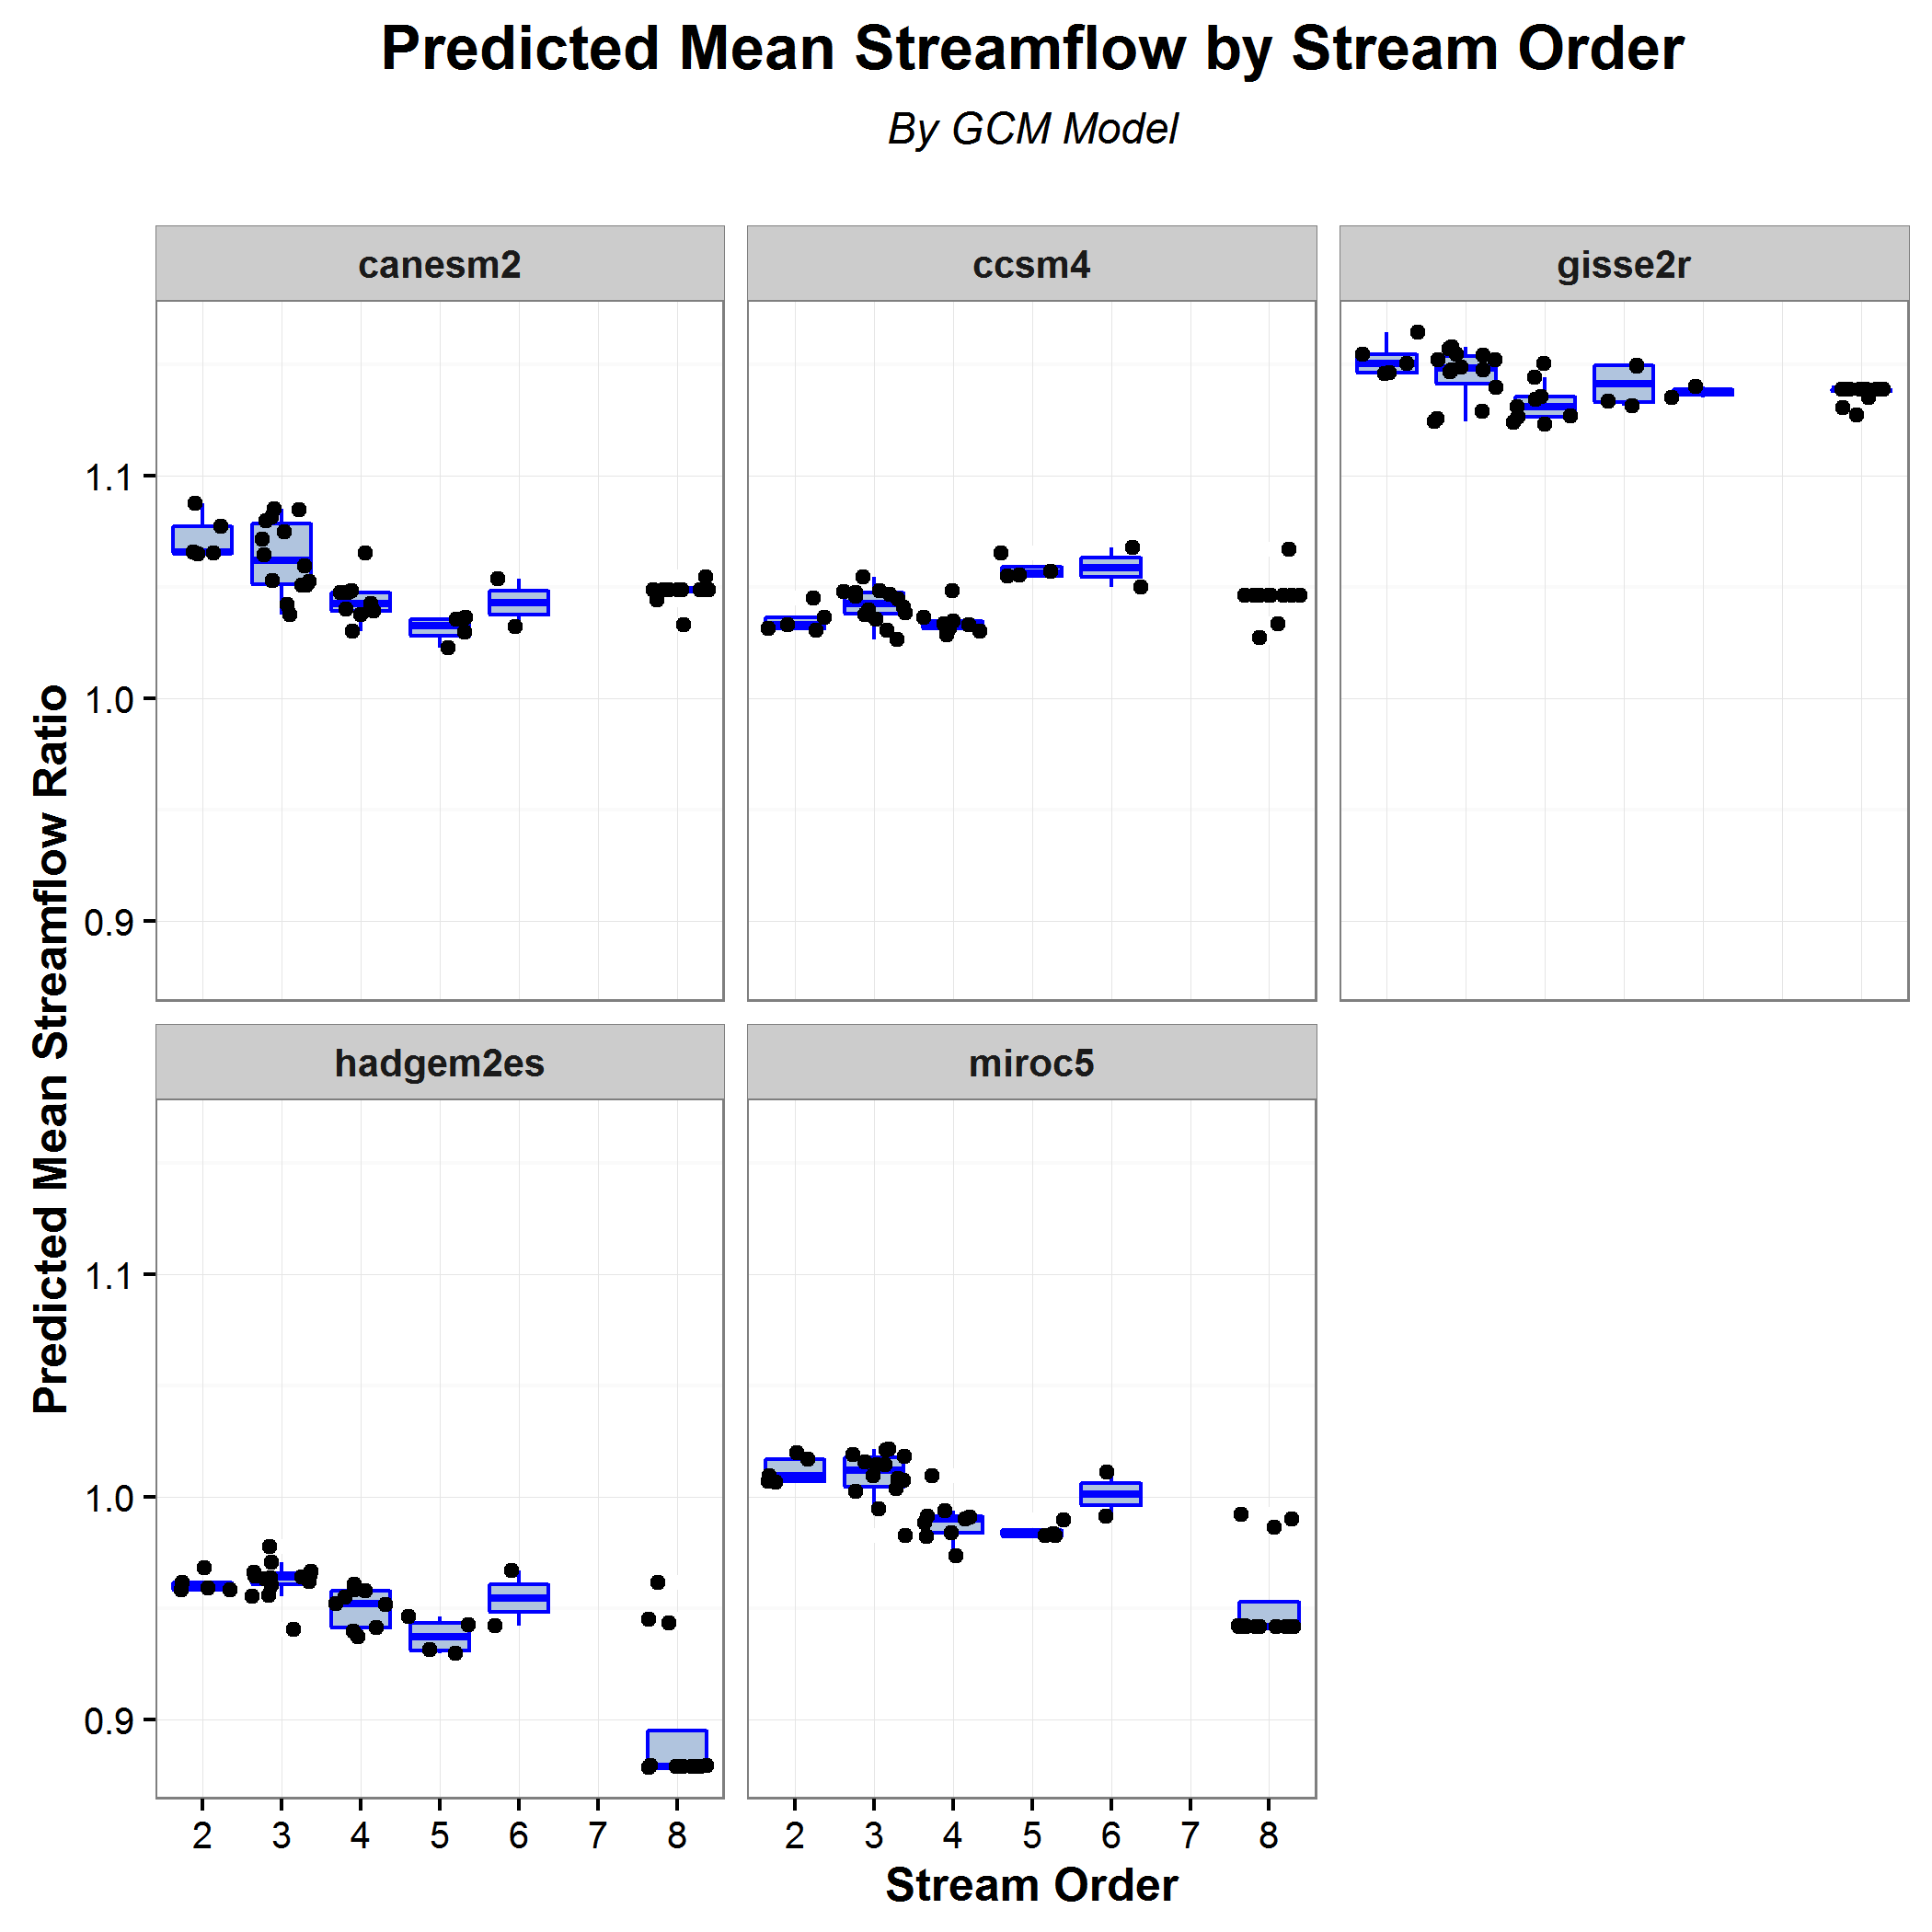 Predicted Mean Streamflow by Stream Order
By GCM Model
canesm2
ccsm4
gisse2r
1.1
1.0
0.9
hadgem2es
miroc5
1.1
1.0
0.9
Predicted Mean Streamflow Ratio
2 3 4 5 6 7 8
2 3 4 5 6 7 8
Stream Order